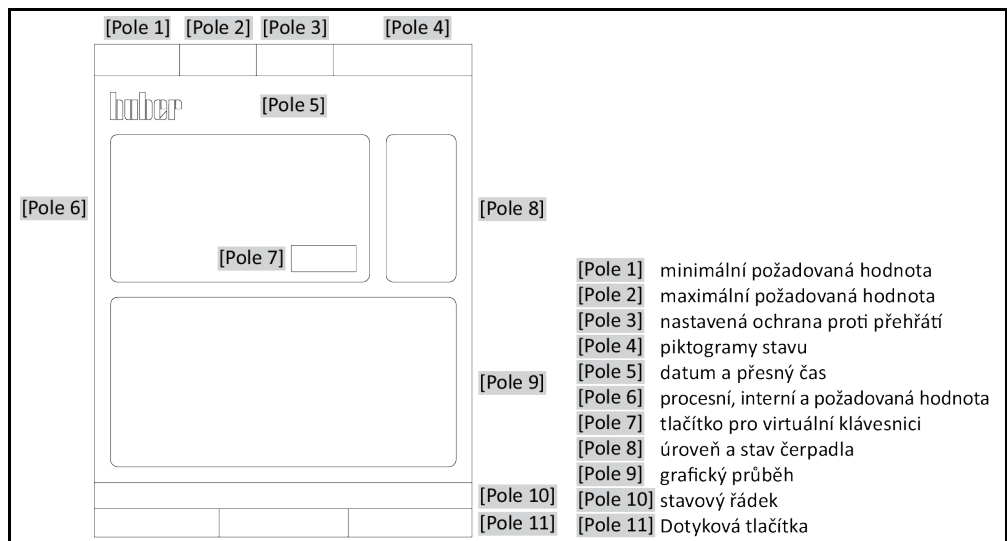 [Pole 1] [Pole 2] [Pole 3] [Pole 4]
huber
[Pole 5]
[Pole 6]
[Pole 8]
[Pole 7]
[Pole 9]
[Pole 10]
[Pole 11]
[Pole 1] minimální požadovaná hodnota
[Pole 2] maximální požadovaná hodnota
[Pole 3] nastavená ochrana proti přehřátí
[Pole 4] piktogramy stavu
[Pole 5] datum a přesný čas
[Pole 6] procesní, interní a požadovaná hodnota
[Pole 7] tlačítko pro virtuální klávesnici
[Pole 8] úroveň a stav čerpadla
[Pole 9] grafický průběh
[Pole 10] stavový řádek
[Pole 11] Dotyková tlačítka